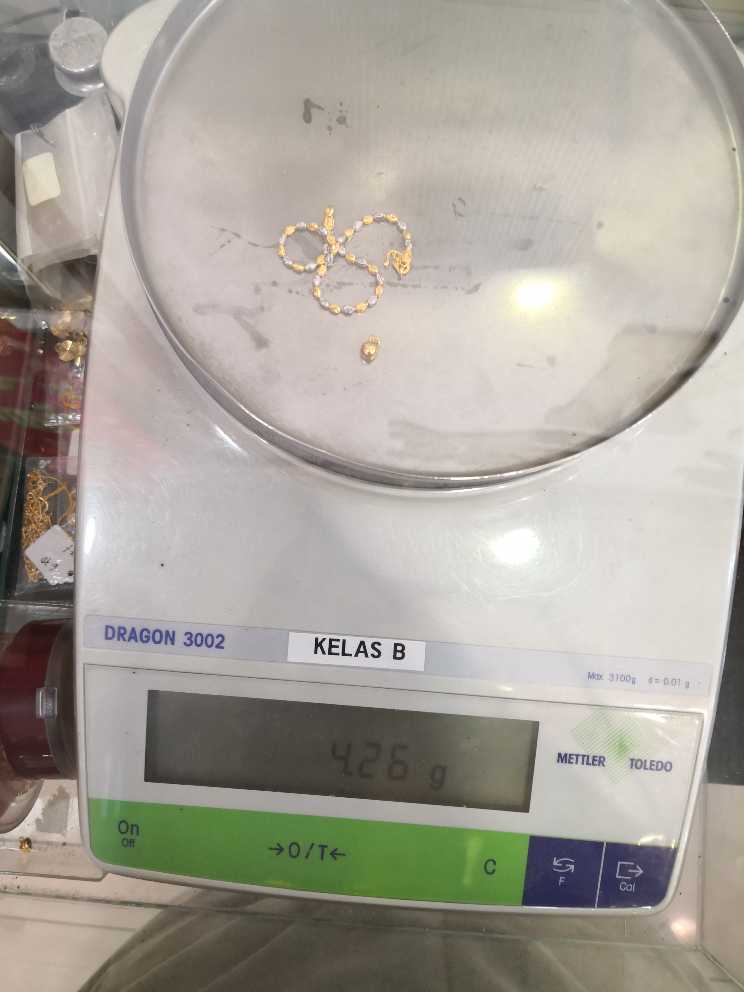 DRAGON 3002
KELAS B
Max 3100g d = 0.01 g
4.26 g
METTLER TOLEDO
On
Off
→0/T←
C
F
Cal